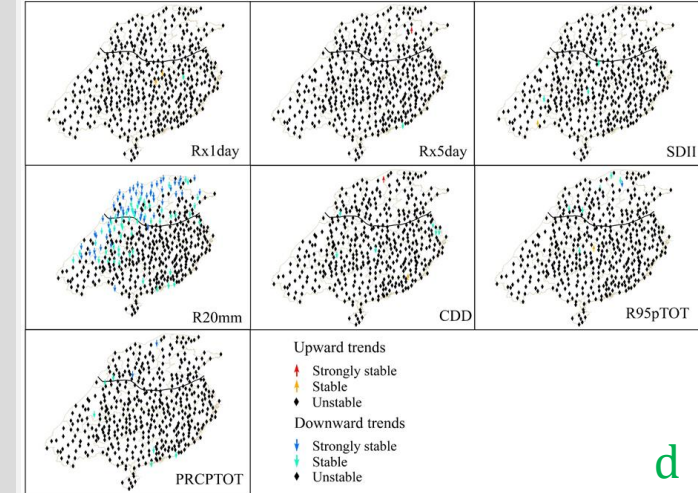 Rx1day
Rx5day
SDII
R20mm
CDD
R95pTOT
PRCPTOT
Upward trends
Strongly stable
Stable
Unstable
Downward trends
Strongly stable
Stable
Unstable
d